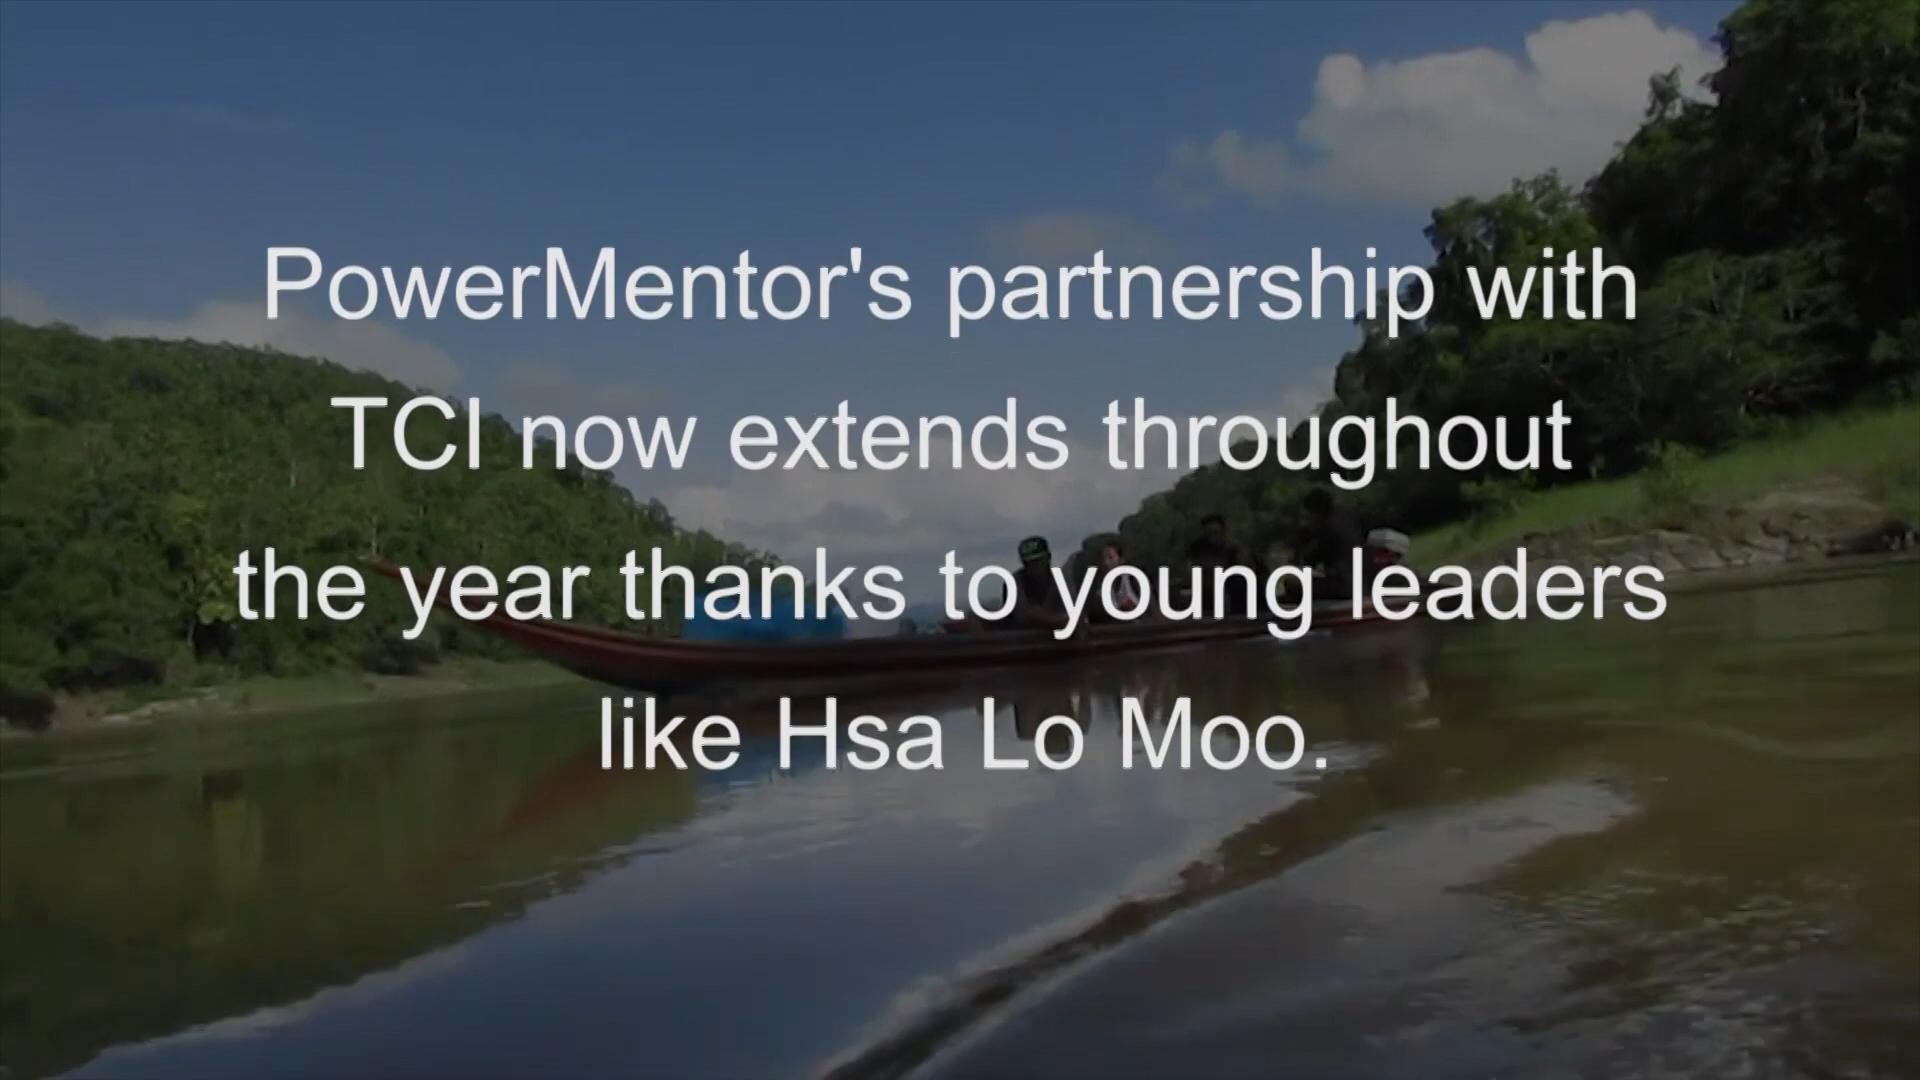 PowerMentor's partnership with
TCI now extends throughout
the year thanks to young leaders
like Hsa Lo Moo.